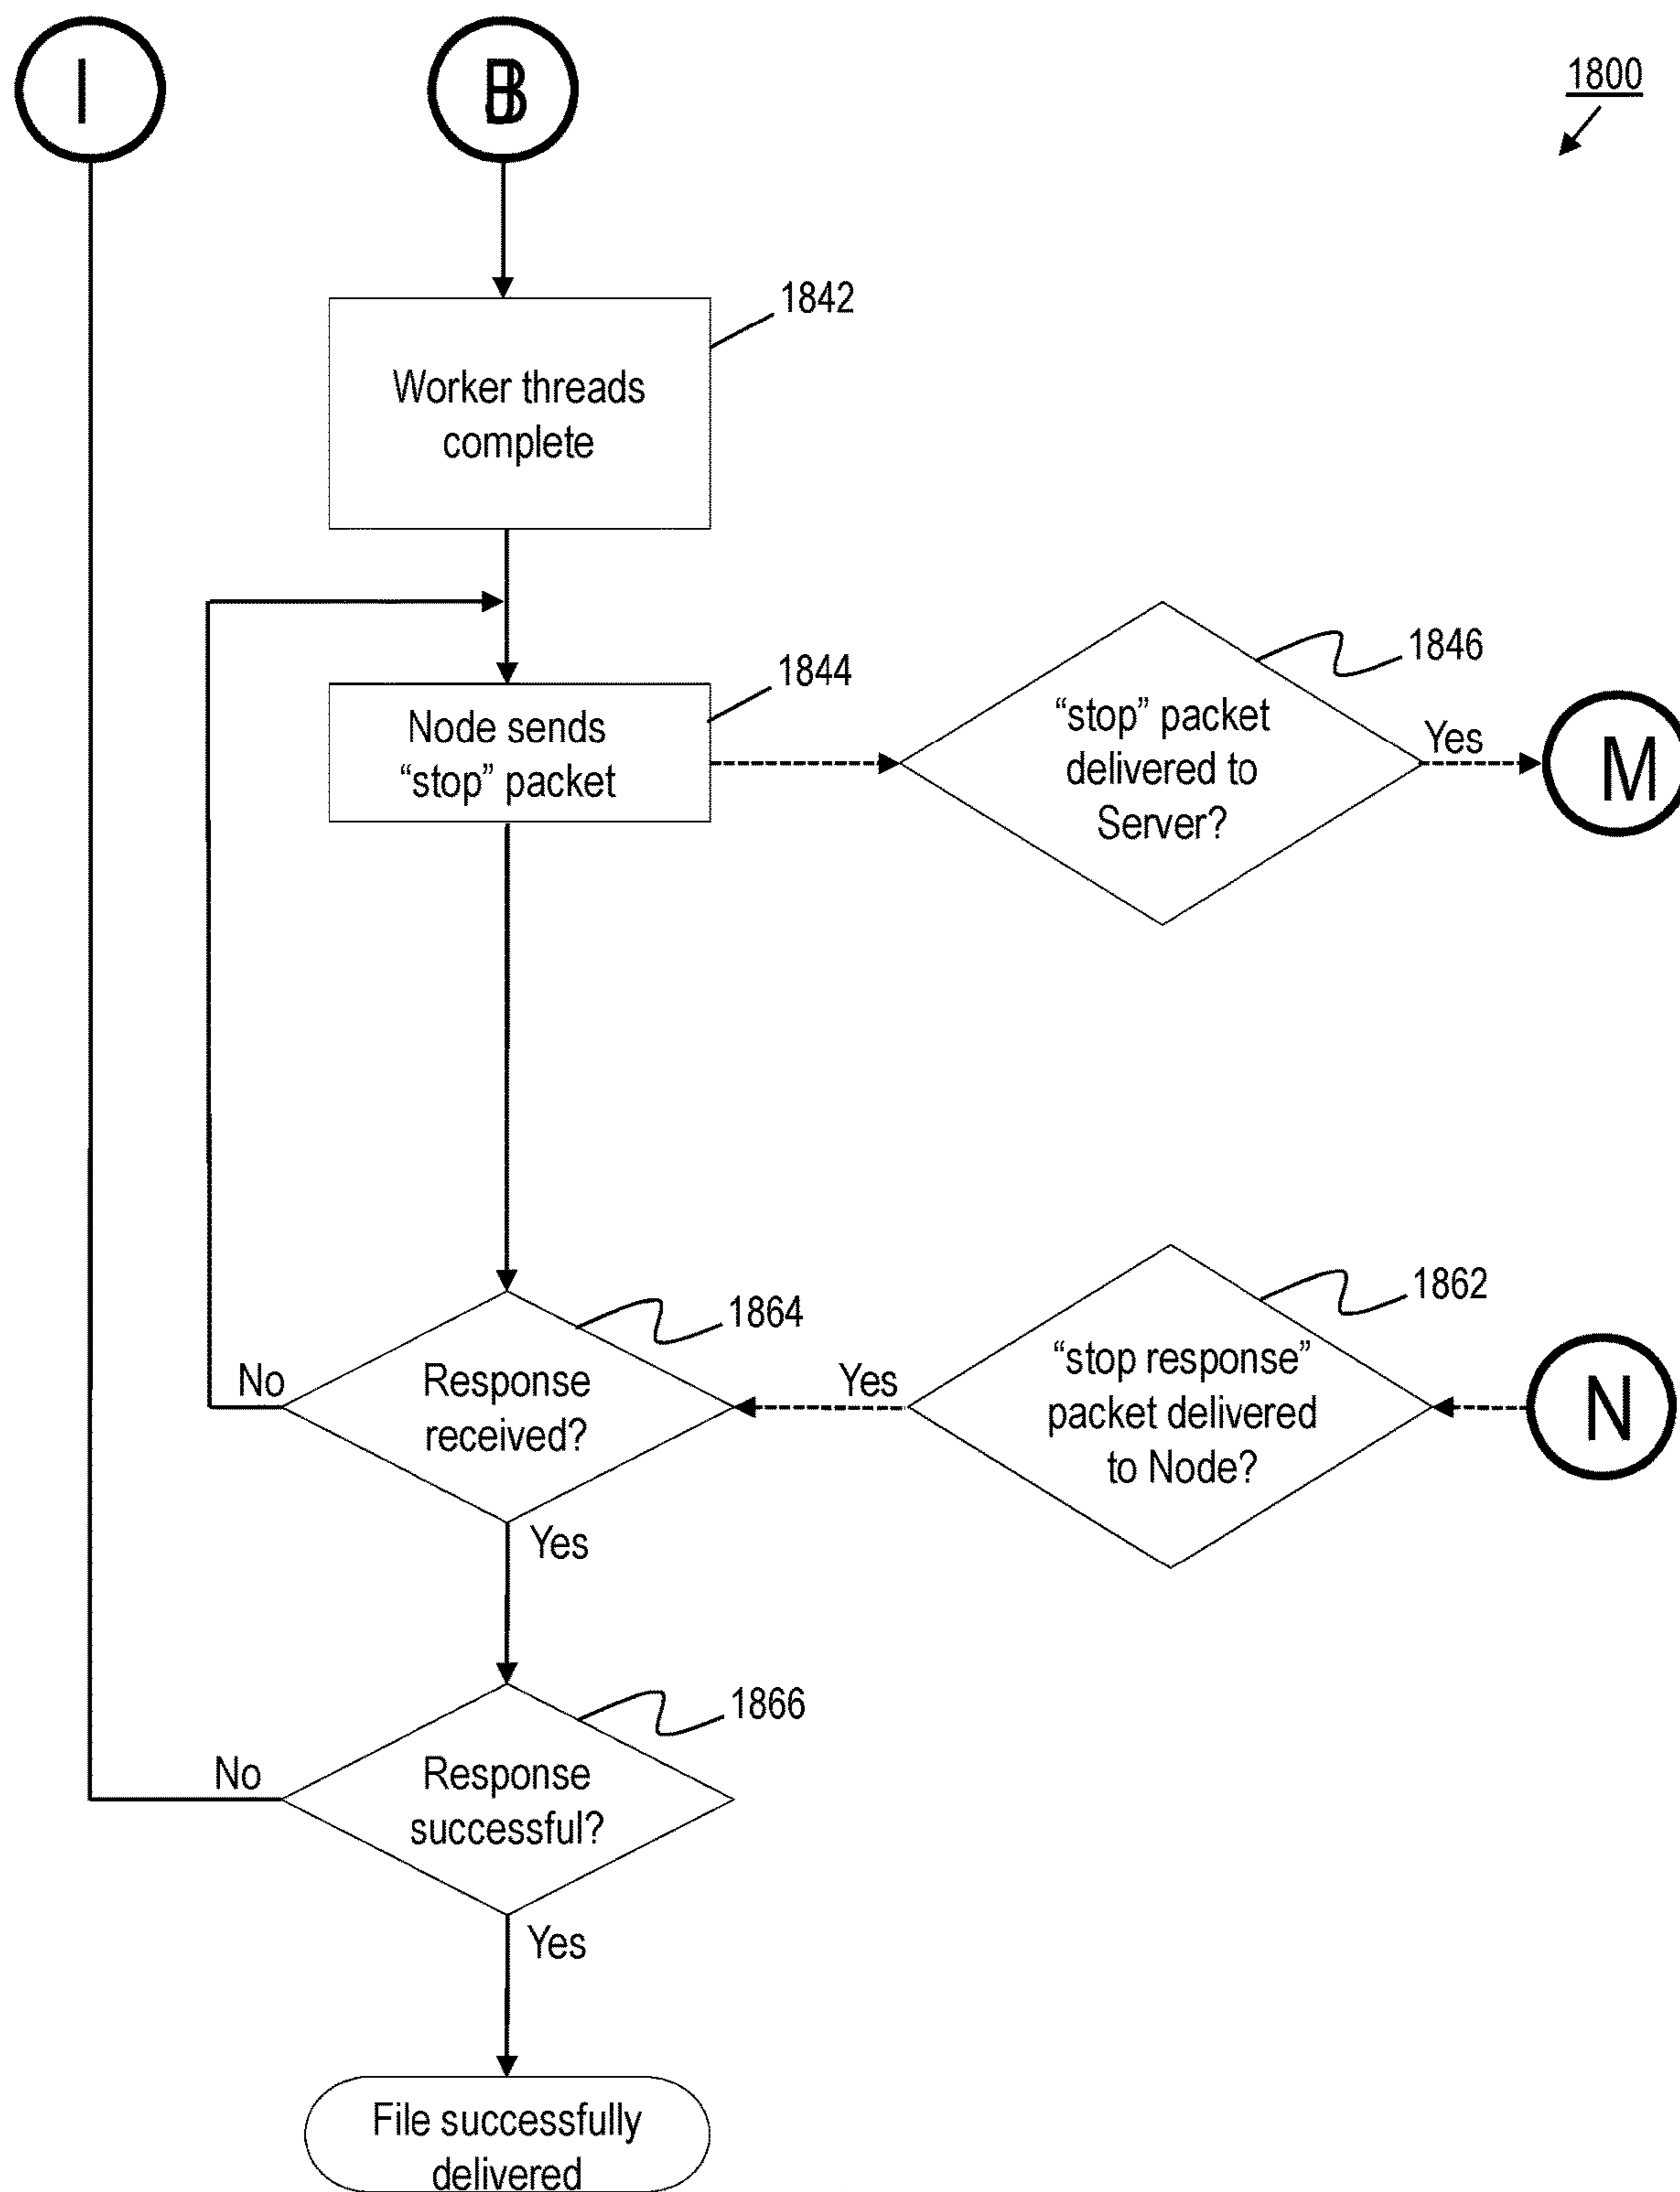 I
1800
1842
Worker threads
complete
1844
Node sends
“stop” packet
1846
“stop” packet
delivered to
Server?
Yes
M
1864
Response
received?
No
Yes
1862
“stop response”
packet delivered
to Node?
Yes
N
1866
Response
successful?
No
Yes
File successfully
delivered